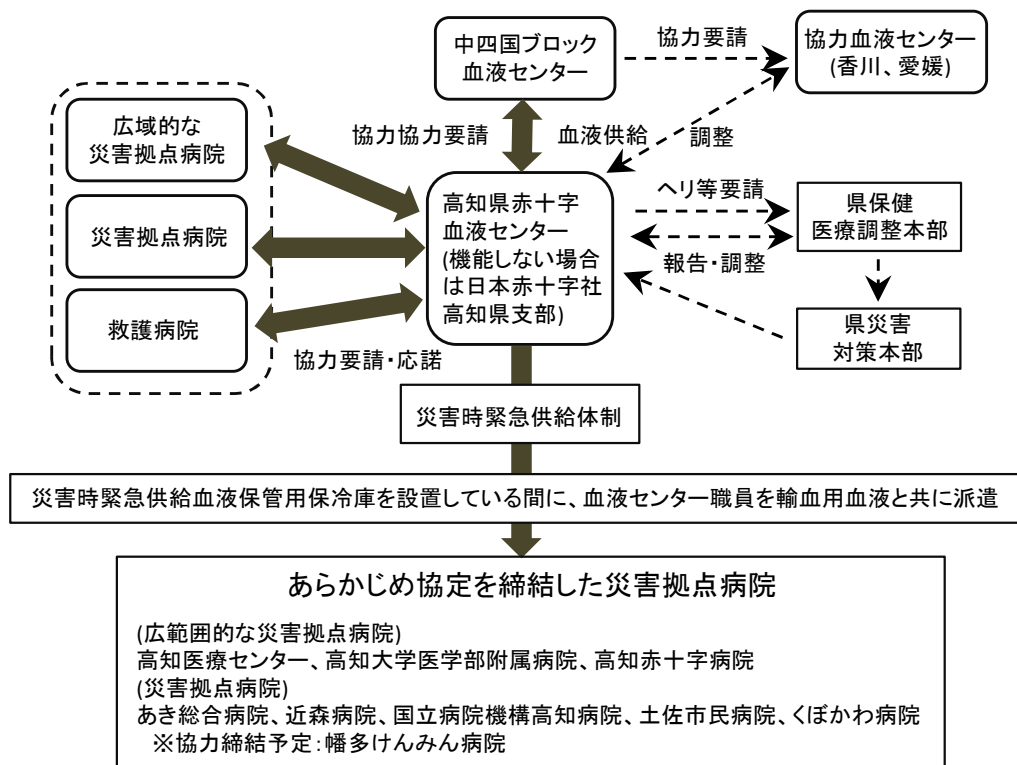 中四国ブロック
血液センター
協力要請
協力血液センター
(香川、愛媛)
広域的な
災害拠点病院
協力協力要請
血液供給
調整
災害拠点病院
高知県赤十字
血液センター
(機能しない場合
は日本赤十字社
高知県支部)
ヘリ等要請
県保健
医療調整本部
報告・調整
救護病院
県災害
対策本部
協力要請・応諾
災害時緊急供給体制
災害時緊急供給血液保管用保冷庫を設置している間に、血液センター職員を輸血用血液と共に派遣
あらかじめ協定を締結した災害拠点病院
(広範囲的な災害拠点病院)
高知医療センター、高知大学医学部附属病院、高知赤十字病院
(災害拠点病院)
あき総合病院、近森病院、国立病院機構高知病院、土佐市民病院、くぼかわ病院
※協力締結予定：幡多けんみん病院